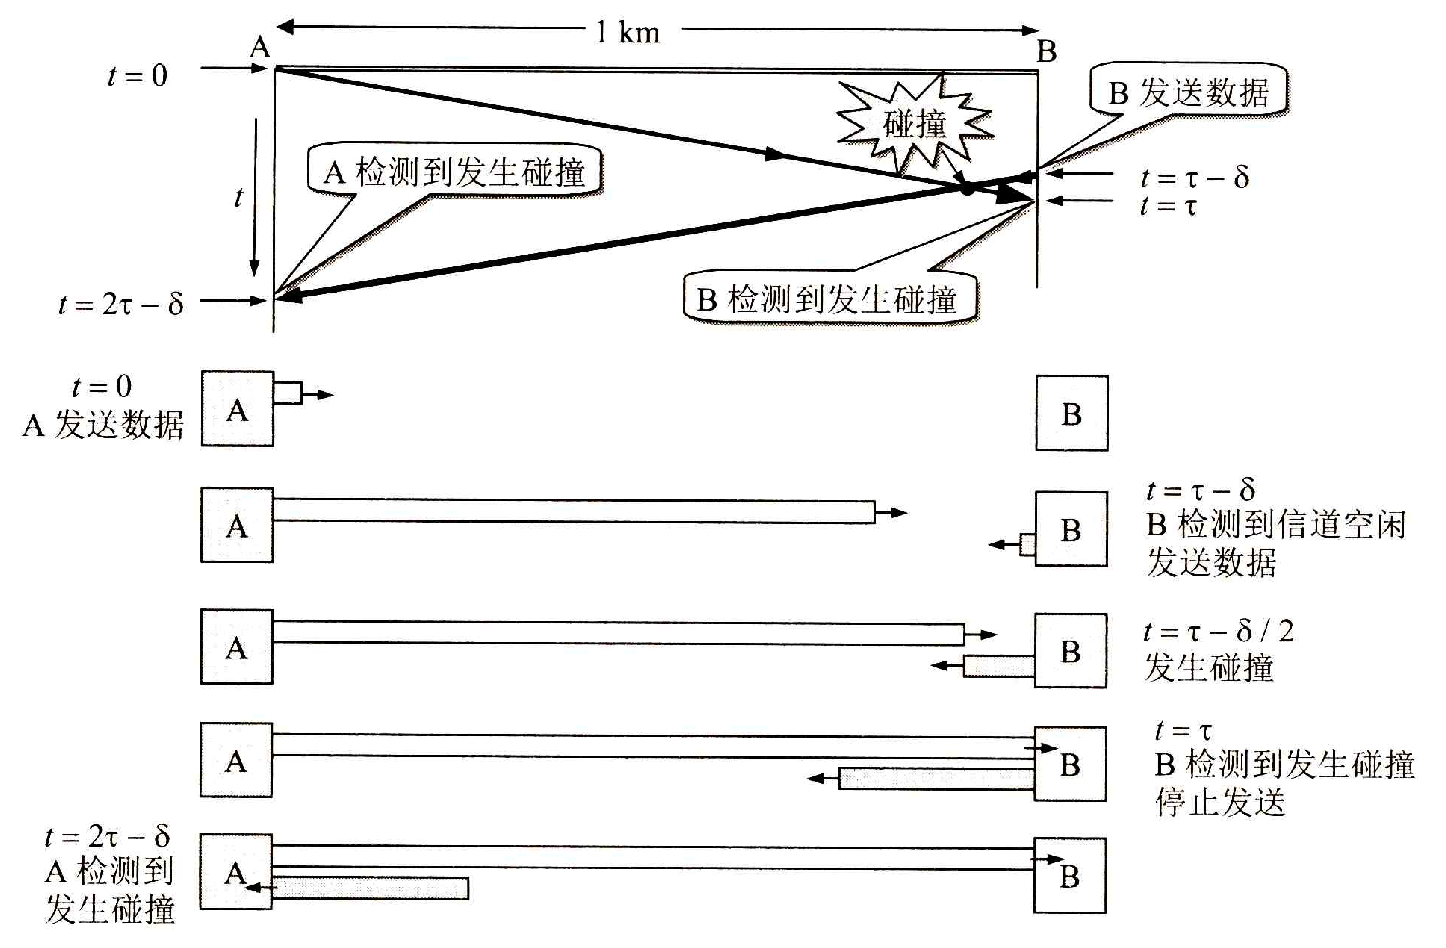 1 km
A
B
t = 0
B 发送数据
碰撞
A 检测到发生碰撞
t = τ − δ
t
t = τ
B 检测到发生碰撞
t = 2τ − δ
t = 0
A 发送数据
A
B
A
B
t = τ − δ
B 检测到信道空闲
发送数据
A
B
t = τ − δ / 2
发生碰撞
A
B
t = τ
B 检测到发生碰撞
停止发送
t = 2τ − δ
A 检测到
发生碰撞
A
B